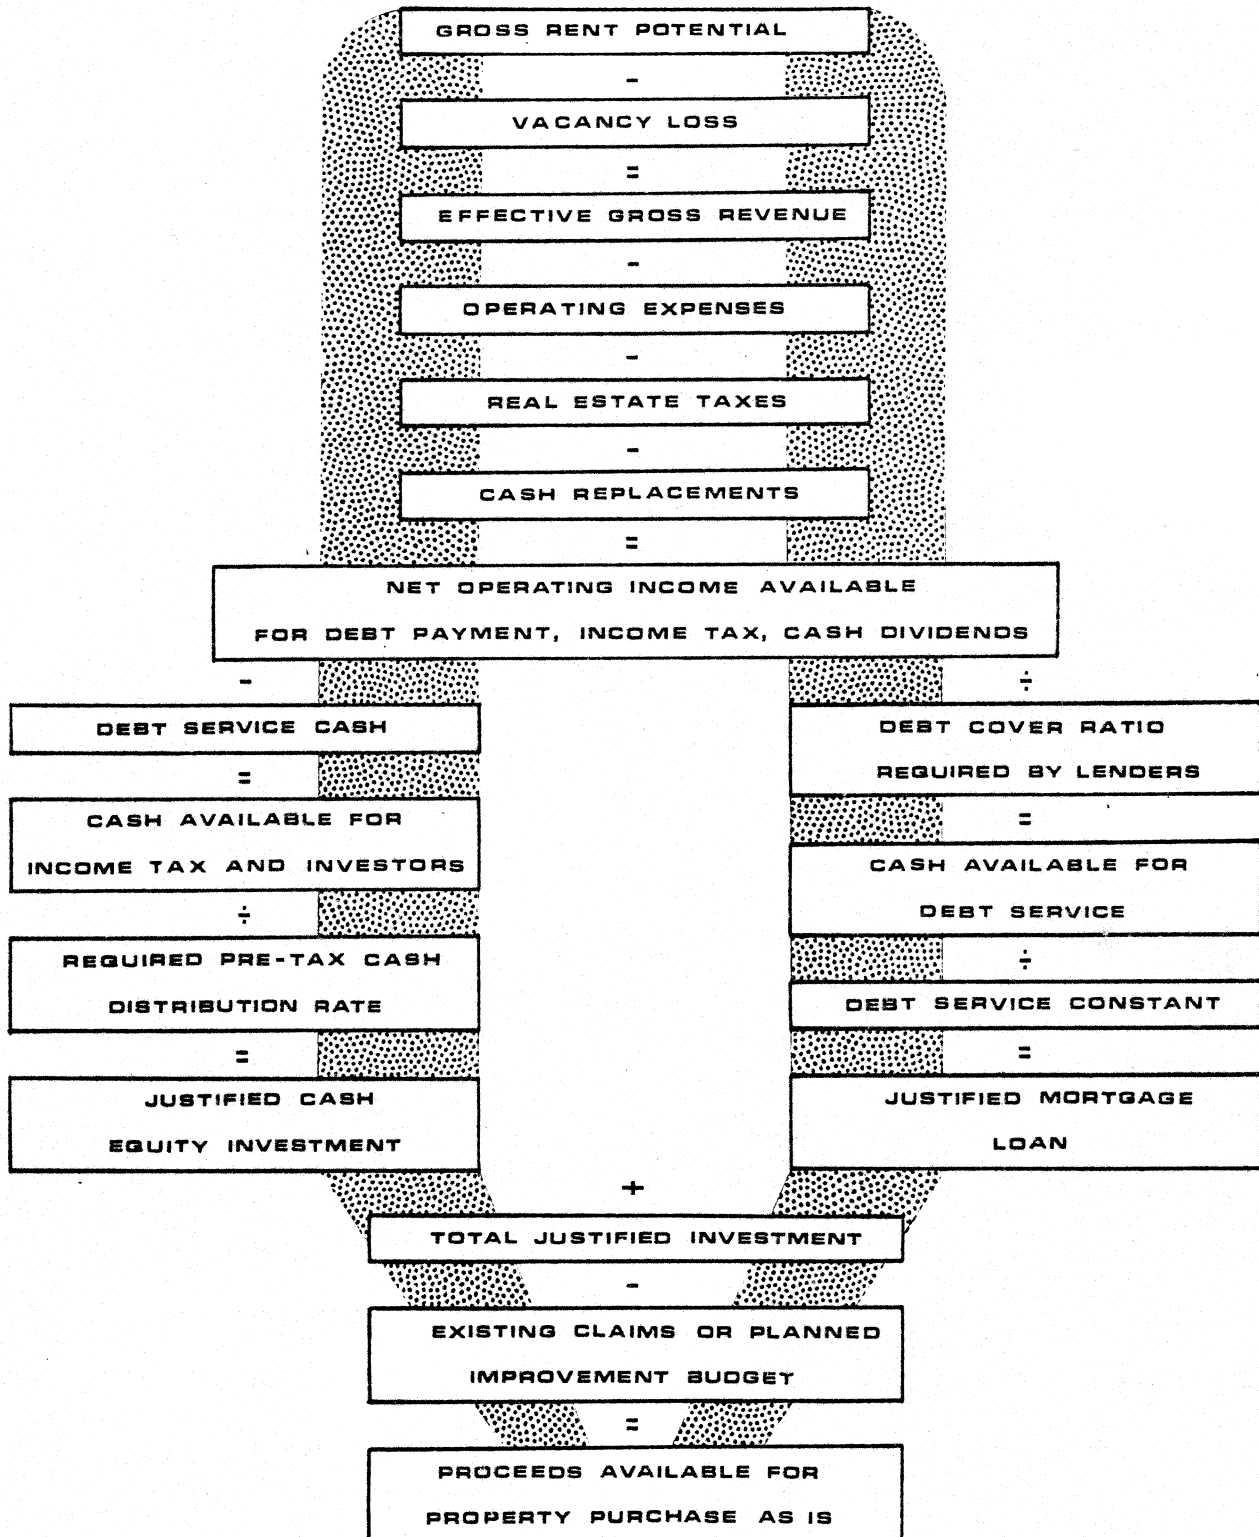 GROSS RENT POTENTIAL
-
VACANCY LOSS
=
EFFECTIVE GROSS REVENUE
-
OPERATING EXPENSES
-
REAL ESTATE TAXES
-
CASH REPLACEMENTS
=
NET OPERATING INCOME AVAILABLE
FOR DEBT PAYMENT, INCOME TAX, CASH DIVIDENDS
-
DEBT SERVICE CASH
=
CASH AVAILABLE FOR
INCOME TAX AND INVESTORS
÷
REQUIRED PRE-TAX CASH
DISTRIBUTION RATE
=
JUSTIFIED CASH
EQUITY INVESTMENT
÷
DEBT COVER RATIO
REQUIRED BY LENDERS
=
CASH AVAILABLE FOR
DEBT SERVICE
÷
DEBT SERVICE CONSTANT
=
JUSTIFIED MORTGAGE
LOAN
+
TOTAL JUSTIFIED INVESTMENT
-
EXISTING CLAIMS OR PLANNED
IMPROVEMENT BUDGET
=
PROCEEDS AVAILABLE FOR
PROPERTY PURCHASE AS IS